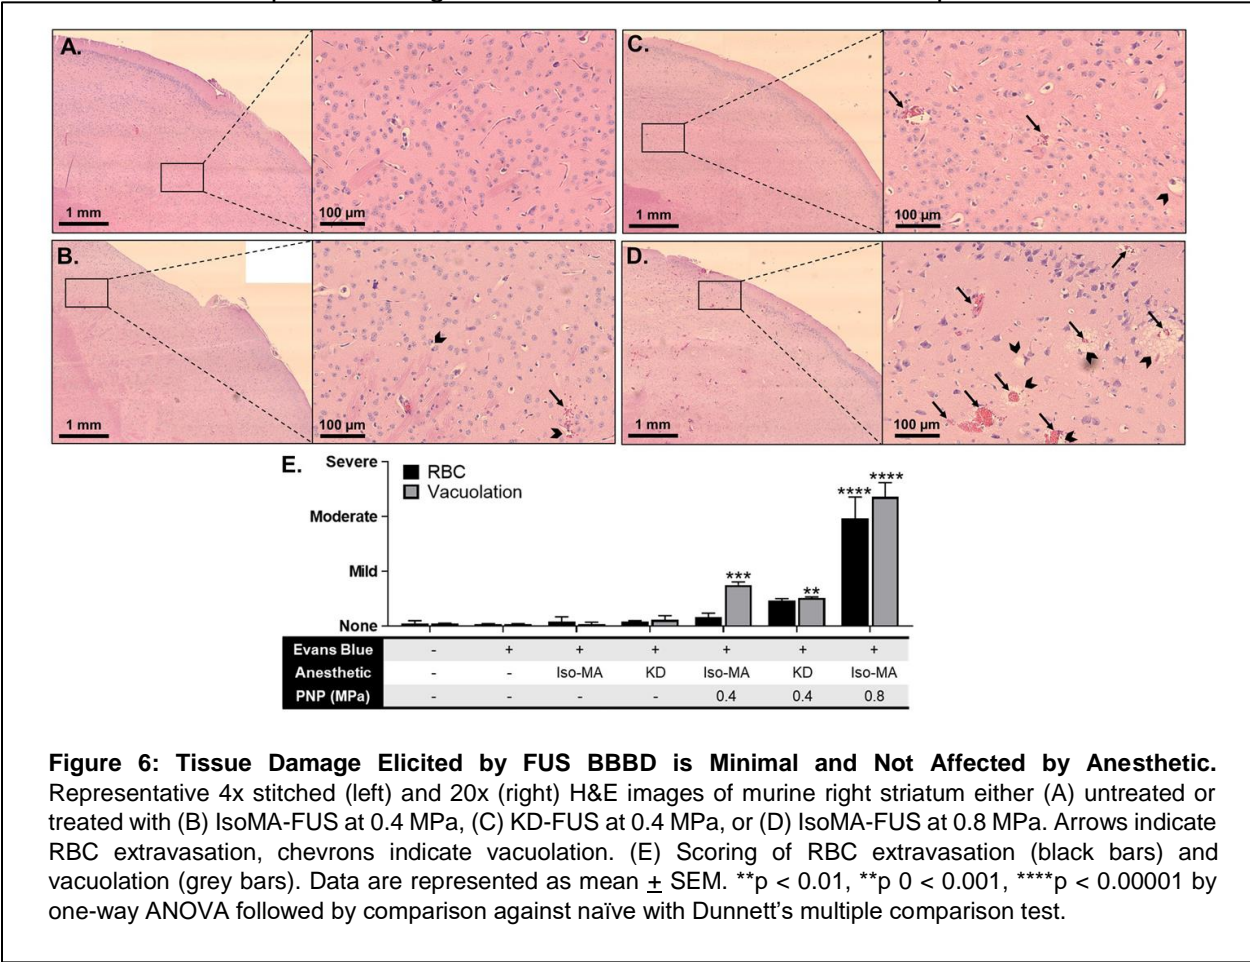 A.
1 mm
100 µm
C.
1 mm
100 µm
B.
1 mm
100 µm
D.
1 mm
100 µm
E.
Severe
Moderate
Mild
None
RBC
Vacuolation
***
**
****
****
Evans Blue - + + + + + +
Anesthetic - - Iso-MA KD Iso-MA KD Iso-MA
PNP (MPa) - - - - 0.4 0.4 0.8
Figure 6: Tissue Damage Elicited by FUS BBBD is Minimal and Not Affected by Anesthetic.
Representative 4x stitched (left) and 20x (right) H&E images of murine right striatum either (A) untreated or
treated with (B) IsoMA-FUS at 0.4 MPa, (C) KD-FUS at 0.4 MPa, or (D) IsoMA-FUS at 0.8 MPa. Arrows indicate
RBC extravasation, chevrons indicate vacuolation. (E) Scoring of RBC extravasation (black bars) and
vacuolation (grey bars). Data are represented as mean ± SEM. **p < 0.01, **p 0 < 0.001, ****p < 0.00001 by
one-way ANOVA followed by comparison against naïve with Dunnett's multiple comparison test.